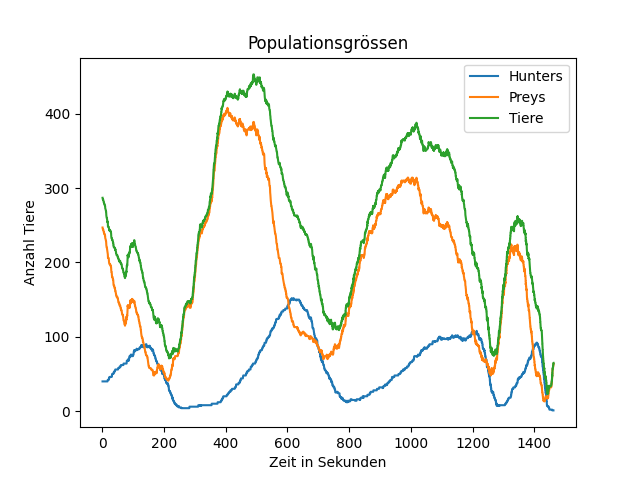 Populationsgrössen
Hunters
Preys
Tiere
Anzahl Tiere
400
300
200
100
0
0
200
400
600
800
1000
1200
1400
Zeit in Sekunden